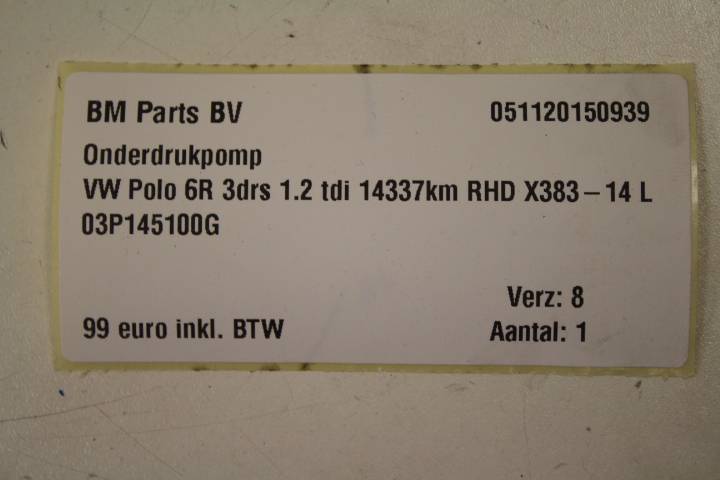 BM Parts BV 051120150939
Onderdrukpomp
VW Polo 6R 3drs 1.2 tdi 14337km RHD X383-14 L
03P145100G
Verz: 8
99 euro inkl. BTW Aantal: 1